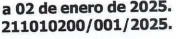 a 02 de enero de 2025.
211010200/001/2025.